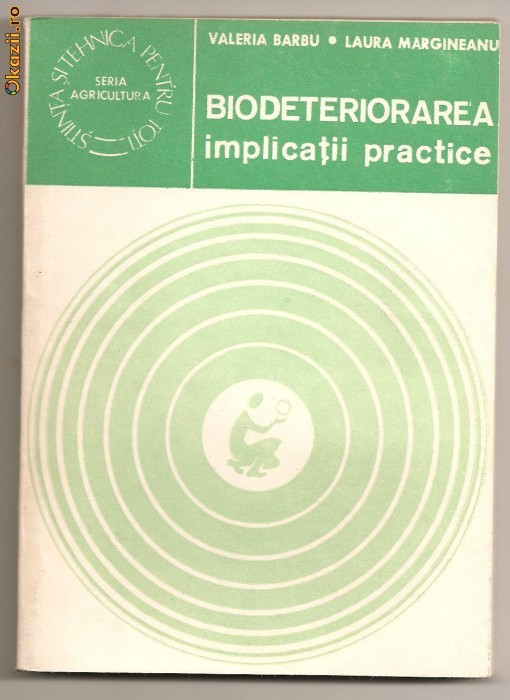 Okazii.ro
ȘTIINȚA ȘI TEHNICA PENTRU TOȚI
SERIA
AGRICULTURA
VALERIA BARBU • LAURA MARGINEANU
BIODETERIORAREA
implicații practice